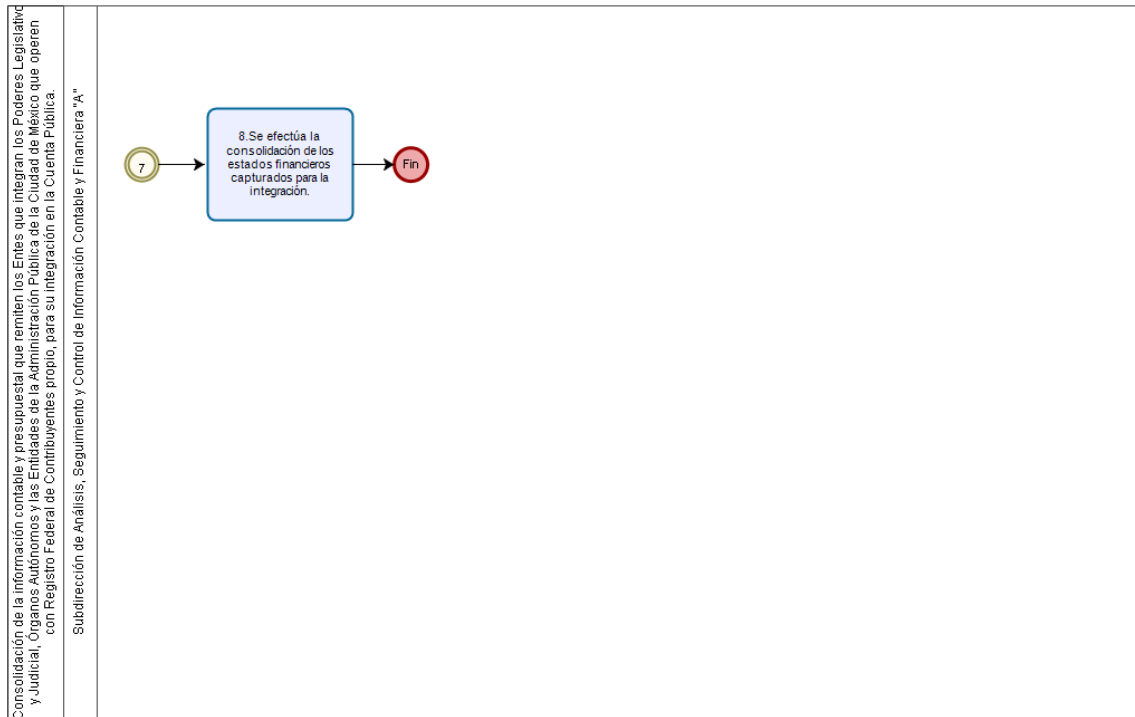 Consolidación de la información contable y presupuestal que remiten los Entes que integran los Poderes Legislativo
y Judicial, Órganos Autónomos y las Entidades de la Administración Pública de la Ciudad de México que operen
con Registro Federal de Contribuyentes propio, para su integración en la Cuenta Pública.
Subdirección de Análisis, Seguimiento y Control de Información Contable y Financiera "A"
7
8.Se efectúa la
consolidación de los
estados financieros
capturados para la
integración.
Fin